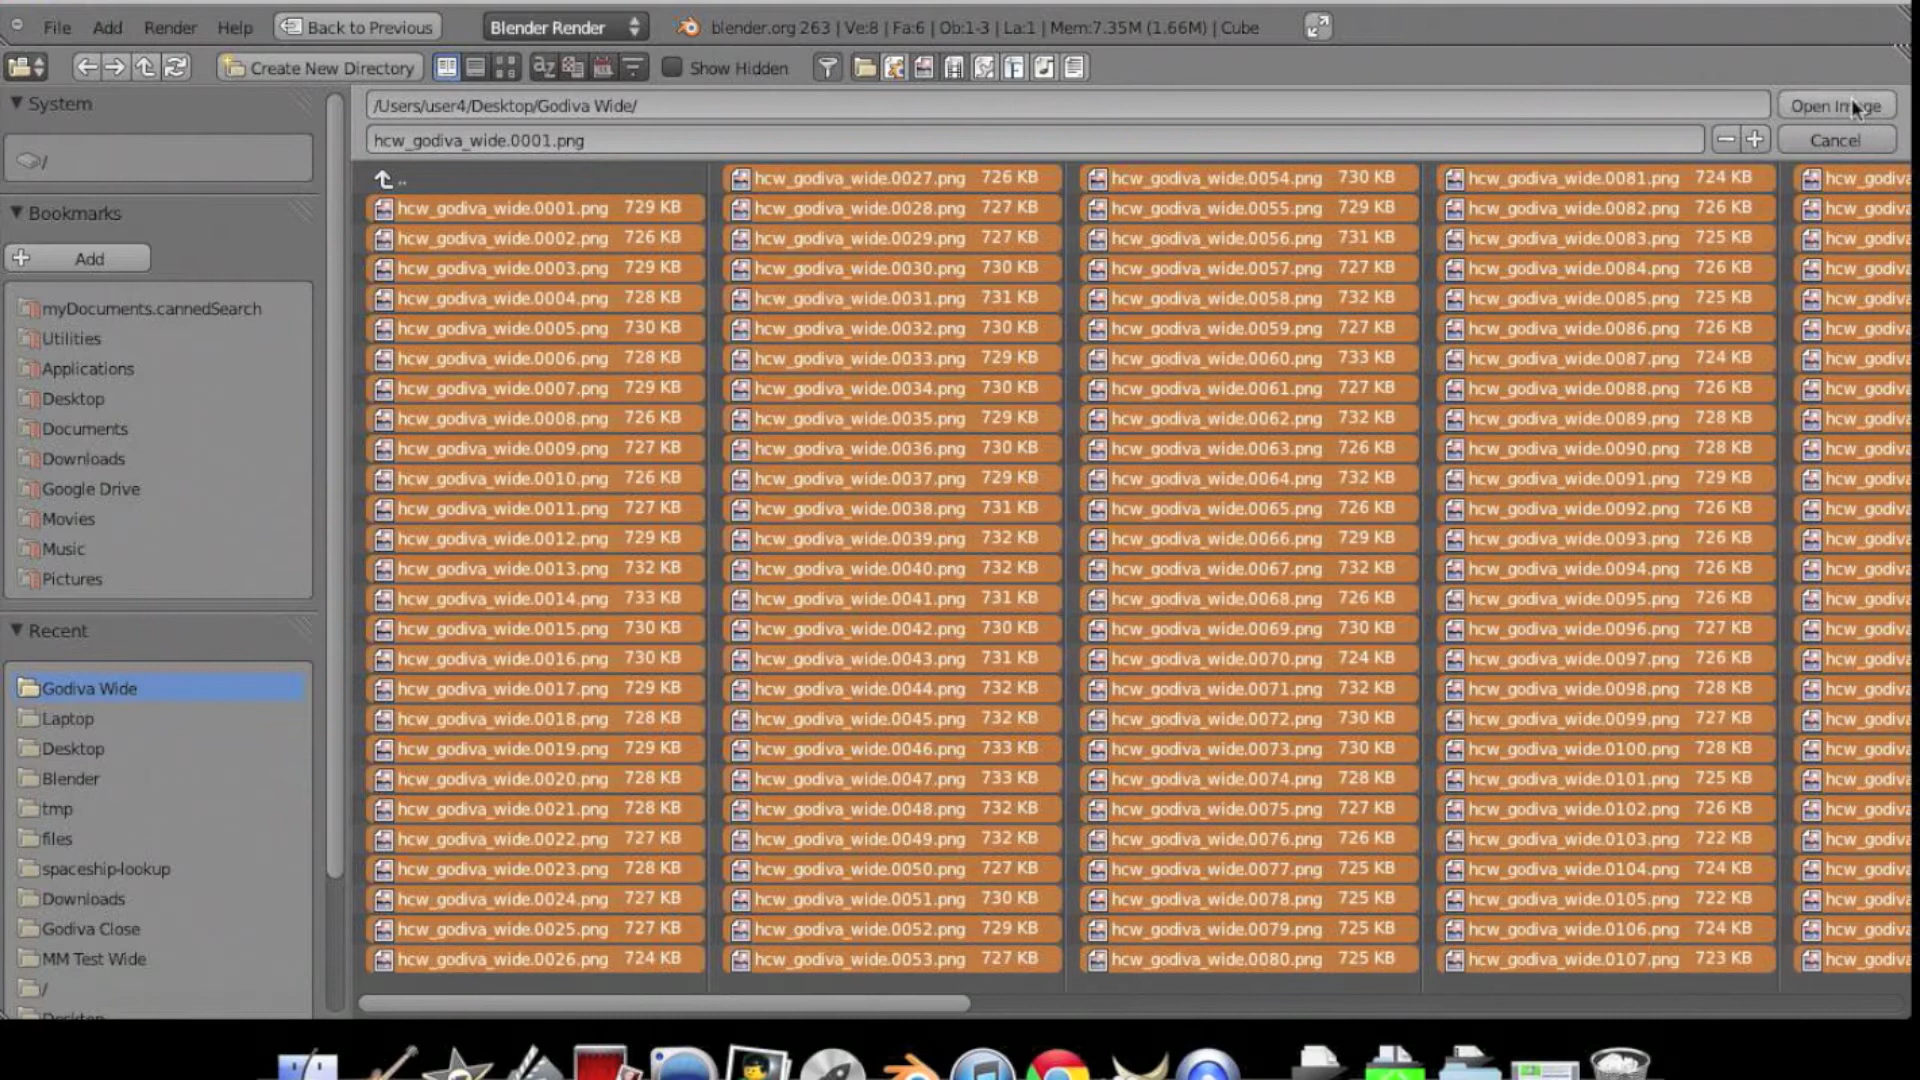 File Add Render Help Back to Previous Blender Render blender.org 263 | Ve:8 | Fa:6 | Ob:1-3 | La:1 | Mem:7.35M (1.66M) | Cube
Create New Directory Show Hidden
System
/
Bookmarks
Add
myDocuments.cannedSearch
Utilities
Applications
Desktop
Documents
Downloads
Google Drive
Movies
Music
Pictures
Recent
Godiva Wide
Laptop
Desktop
Blender
tmp
files
spaceship-lookup
Downloads
Godiva Close
MM Test Wide
/
Desktop
/Users/user4/Desktop/Godiva Wide/ Open Image
hcw_godiva_wide.0001.png Cancel
..
hcw_godiva_wide.0001.png 729 KB
hcw_godiva_wide.0002.png 726 KB
hcw_godiva_wide.0003.png 729 KB
hcw_godiva_wide.0004.png 728 KB
hcw_godiva_wide.0005.png 730 KB
hcw_godiva_wide.0006.png 728 KB
hcw_godiva_wide.0007.png 729 KB
hcw_godiva_wide.0008.png 726 KB
hcw_godiva_wide.0009.png 727 KB
hcw_godiva_wide.0010.png 726 KB
hcw_godiva_wide.0011.png 727 KB
hcw_godiva_wide.0012.png 729 KB
hcw_godiva_wide.0013.png 732 KB
hcw_godiva_wide.0014.png 733 KB
hcw_godiva_wide.0015.png 730 KB
hcw_godiva_wide.0016.png 730 KB
hcw_godiva_wide.0017.png 729 KB
hcw_godiva_wide.0018.png 728 KB
hcw_godiva_wide.0019.png 729 KB
hcw_godiva_wide.0020.png 728 KB
hcw_godiva_wide.0021.png 728 KB
hcw_godiva_wide.0022.png 727 KB
hcw_godiva_wide.0023.png 728 KB
hcw_godiva_wide.0024.png 727 KB
hcw_godiva_wide.0025.png 727 KB
hcw_godiva_wide.0026.png 724 KB
hcw_godiva_wide.0027.png 726 KB
hcw_godiva_wide.0028.png 727 KB
hcw_godiva_wide.0029.png 727 KB
hcw_godiva_wide.0030.png 730 KB
hcw_godiva_wide.0031.png 731 KB
hcw_godiva_wide.0032.png 730 KB
hcw_godiva_wide.0033.png 729 KB
hcw_godiva_wide.0034.png 730 KB
hcw_godiva_wide.0035.png 729 KB
hcw_godiva_wide.0036.png 730 KB
hcw_godiva_wide.0037.png 729 KB
hcw_godiva_wide.0038.png 731 KB
hcw_godiva_wide.0039.png 732 KB
hcw_godiva_wide.0040.png 732 KB
hcw_godiva_wide.0041.png 731 KB
hcw_godiva_wide.0042.png 730 KB
hcw_godiva_wide.0043.png 731 KB
hcw_godiva_wide.0044.png 732 KB
hcw_godiva_wide.0045.png 732 KB
hcw_godiva_wide.0046.png 733 KB
hcw_godiva_wide.0047.png 733 KB
hcw_godiva_wide.0048.png 732 KB
hcw_godiva_wide.0049.png 732 KB
hcw_godiva_wide.0050.png 727 KB
hcw_godiva_wide.0051.png 730 KB
hcw_godiva_wide.0052.png 729 KB
hcw_godiva_wide.0053.png 727 KB
hcw_godiva_wide.0054.png 730 KB
hcw_godiva_wide.0055.png 729 KB
hcw_godiva_wide.0056.png 731 KB
hcw_godiva_wide.0057.png 727 KB
hcw_godiva_wide.0058.png 732 KB
hcw_godiva_wide.0059.png 727 KB
hcw_godiva_wide.0060.png 733 KB
hcw_godiva_wide.0061.png 727 KB
hcw_godiva_wide.0062.png 732 KB
hcw_godiva_wide.0063.png 726 KB
hcw_godiva_wide.0064.png 732 KB
hcw_godiva_wide.0065.png 726 KB
hcw_godiva_wide.0066.png 729 KB
hcw_godiva_wide.0067.png 732 KB
hcw_godiva_wide.0068.png 726 KB
hcw_godiva_wide.0069.png 730 KB
hcw_godiva_wide.0070.png 724 KB
hcw_godiva_wide.0071.png 732 KB
hcw_godiva_wide.0072.png 730 KB
hcw_godiva_wide.0073.png 730 KB
hcw_godiva_wide.0074.png 728 KB
hcw_godiva_wide.0075.png 727 KB
hcw_godiva_wide.0076.png 726 KB
hcw_godiva_wide.0077.png 725 KB
hcw_godiva_wide.0078.png 725 KB
hcw_godiva_wide.0079.png 725 KB
hcw_godiva_wide.0080.png 725 KB
hcw_godiva_wide.0081.png 724 KB
hcw_godiva_wide.0082.png 726 KB
hcw_godiva_wide.0083.png 725 KB
hcw_godiva_wide.0084.png 726 KB
hcw_godiva_wide.0085.png 725 KB
hcw_godiva_wide.0086.png 726 KB
hcw_godiva_wide.0087.png 724 KB
hcw_godiva_wide.0088.png 726 KB
hcw_godiva_wide.0089.png 728 KB
hcw_godiva_wide.0090.png 728 KB
hcw_godiva_wide.0091.png 729 KB
hcw_godiva_wide.0092.png 726 KB
hcw_godiva_wide.0093.png 726 KB
hcw_godiva_wide.0094.png 726 KB
hcw_godiva_wide.0095.png 726 KB
hcw_godiva_wide.0096.png 727 KB
hcw_godiva_wide.0097.png 726 KB
hcw_godiva_wide.0098.png 728 KB
hcw_godiva_wide.0099.png 727 KB
hcw_godiva_wide.0100.png 728 KB
hcw_godiva_wide.0101.png 725 KB
hcw_godiva_wide.0102.png 726 KB
hcw_godiva_wide.0103.png 722 KB
hcw_godiva_wide.0104.png 724 KB
hcw_godiva_wide.0105.png 722 KB
hcw_godiva_wide.0106.png 724 KB
hcw_godiva_wide.0107.png 723 KB